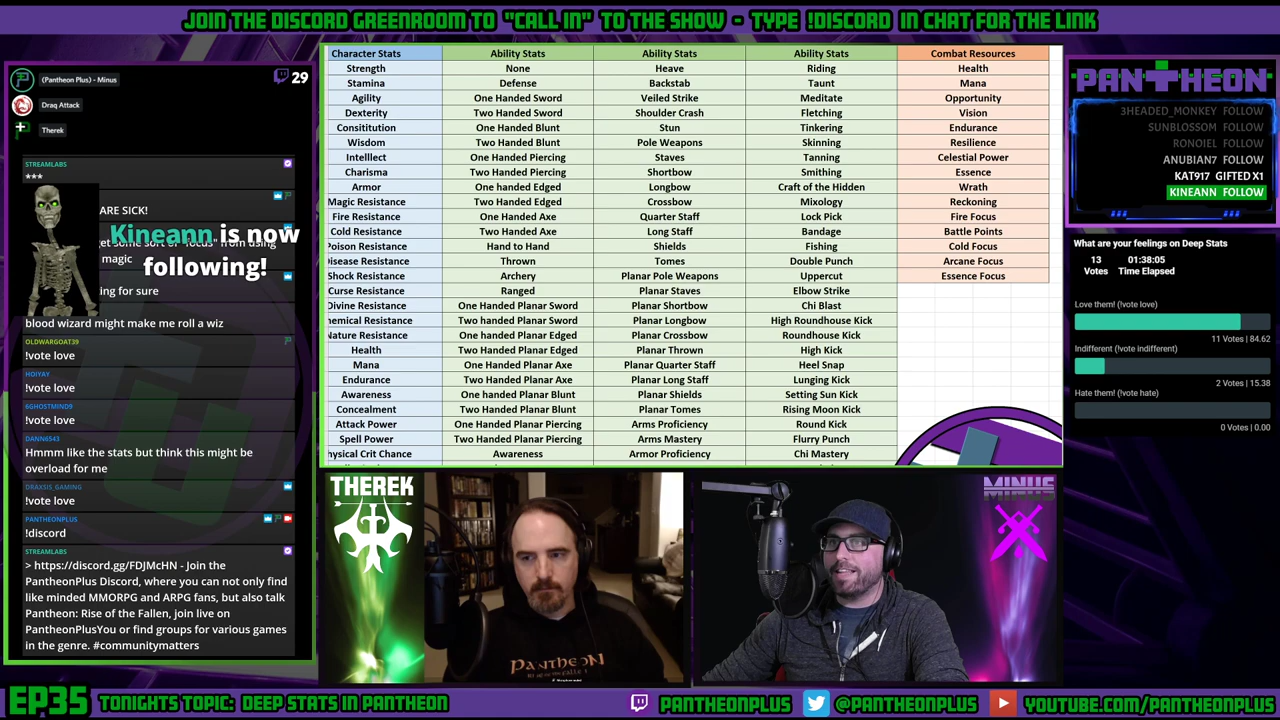 JOIN THE DISCORD GREENROOM TO "CALL IN" TO THE SHOW - TYPE !DISCORD IN CHAT FOR THE LINK
(Pantheon Plus) - Minus
29
Draq Attack
Therek
STREAMLABS
***
ARE SICK!
Kineann is now
following!
magic
ing for sure
blood wizard might make me roll a wiz
OLDWARGOAT39
!vote love
HOIYAY
!vote love
6GHOSTMIND9
!vote love
DANN6543
Hmmm like the stats but think this might be
overload for me
DRAXSIS_GAMING
!vote love
PANTHEONPLUS
!discord
STREAMLABS
> https://discord.gg/FDJMcHN - Join the
PantheonPlus Discord, where you can not only find
like minded MMORPG and ARPG fans, but also talk
Pantheon: Rise of the Fallen, join live on
PantheonPlusYou or find groups for various games
in the genre. #communitymatters
Character Stats Ability Stats Ability Stats Ability Stats Combat Resources
Strength None Heave Riding Health
Stamina Defense Backstab Taunt Mana
Agility One Handed Sword Veiled Strike Meditate Opportunity
Dexterity Two Handed Sword Shoulder Crash Fletching Vision
Consititution One Handed Blunt Stun Tinkering Endurance
Wisdom Two Handed Blunt Pole Weapons Skinning Resilience
Intelllect One Handed Piercing Staves Tanning Celestial Power
Charisma Two Handed Piercing Shortbow Smithing Essence
Armor One handed Edged Longbow Craft of the Hidden Wrath
Magic Resistance Two Handed Edged Crossbow Mixology Reckoning
Fire Resistance One Handed Axe Quarter Staff Lock Pick Fire Focus
Cold Resistance Two Handed Axe Long Staff Bandage Battle Points
Poison Resistance Hand to Hand Shields Fishing Cold Focus
Disease Resistance Thrown Tomes Double Punch Arcane Focus
Shock Resistance Archery Planar Pole Weapons Uppercut Essence Focus
Curse Resistance Ranged Planar Staves Elbow Strike
Divine Resistance One Handed Planar Sword Planar Shortbow Chi Blast
hemical Resistance Two handed Planar Sword Planar Longbow High Roundhouse Kick
Nature Resistance One handed Planar Edged Planar Crossbow Roundhouse Kick
Health Two Handed Planar Edged Planar Thrown High Kick
Mana One Handed Planar Axe Planar Quarter Staff Heel Snap
Endurance Two Handed Planar Axe Planar Long Staff Lunging Kick
Awareness One handed Planar Blunt Planar Shields Setting Sun Kick
Concealment Two Handed Planar Blunt Planar Tomes Rising Moon Kick
Attack Power One Handed Planar Piercing Arms Proficiency Round Kick
Spell Power Two Handed Planar Piercing Arms Mastery Flurry Punch
hysical Crit Chance Awareness Armor Proficiency Chi Mastery
PANTHEON
3HEADED_MONKEY FOLLOW
SUNBLOSSOM FOLLOW
RONOIEL FOLLOW
ANUBIAN7 FOLLOW
KAT917 GIFTED X1
KINEANN FOLLOW
What are your feelings on Deep Stats
13 01:38:05
Votes Time Elapsed
Love them! (!vote love)
11 Votes | 84.62
Indifferent (!vote indifferent)
2 Votes | 15.38
Hate them! (!vote hate)
0 Votes | 0.00
THEREK
PANTHEON
MINUS
EP35 TONIGHTS TOPIC: DEEP STATS IN PANTHEON PANTHEONPLUS @PANTHEONPLUS YOUTUBE.COM/PANTHEONPLUS